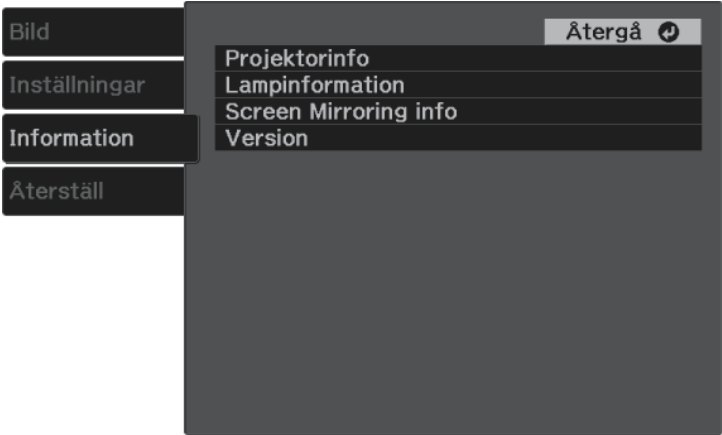 Bild
Inställningar
Information
Återställ
Återgå
Projektorinfo
Lampinformation
Screen Mirroring info
Version